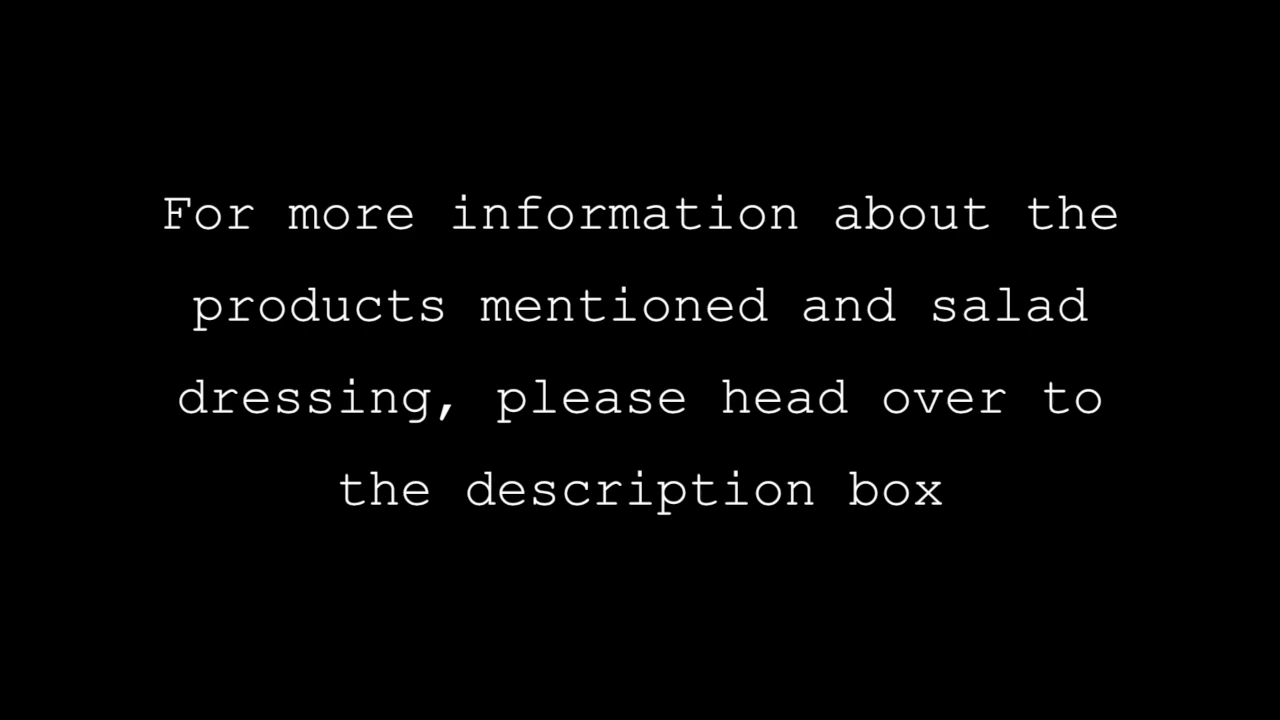 For more information about the
products mentioned and salad
dressing, please head over to
the description box